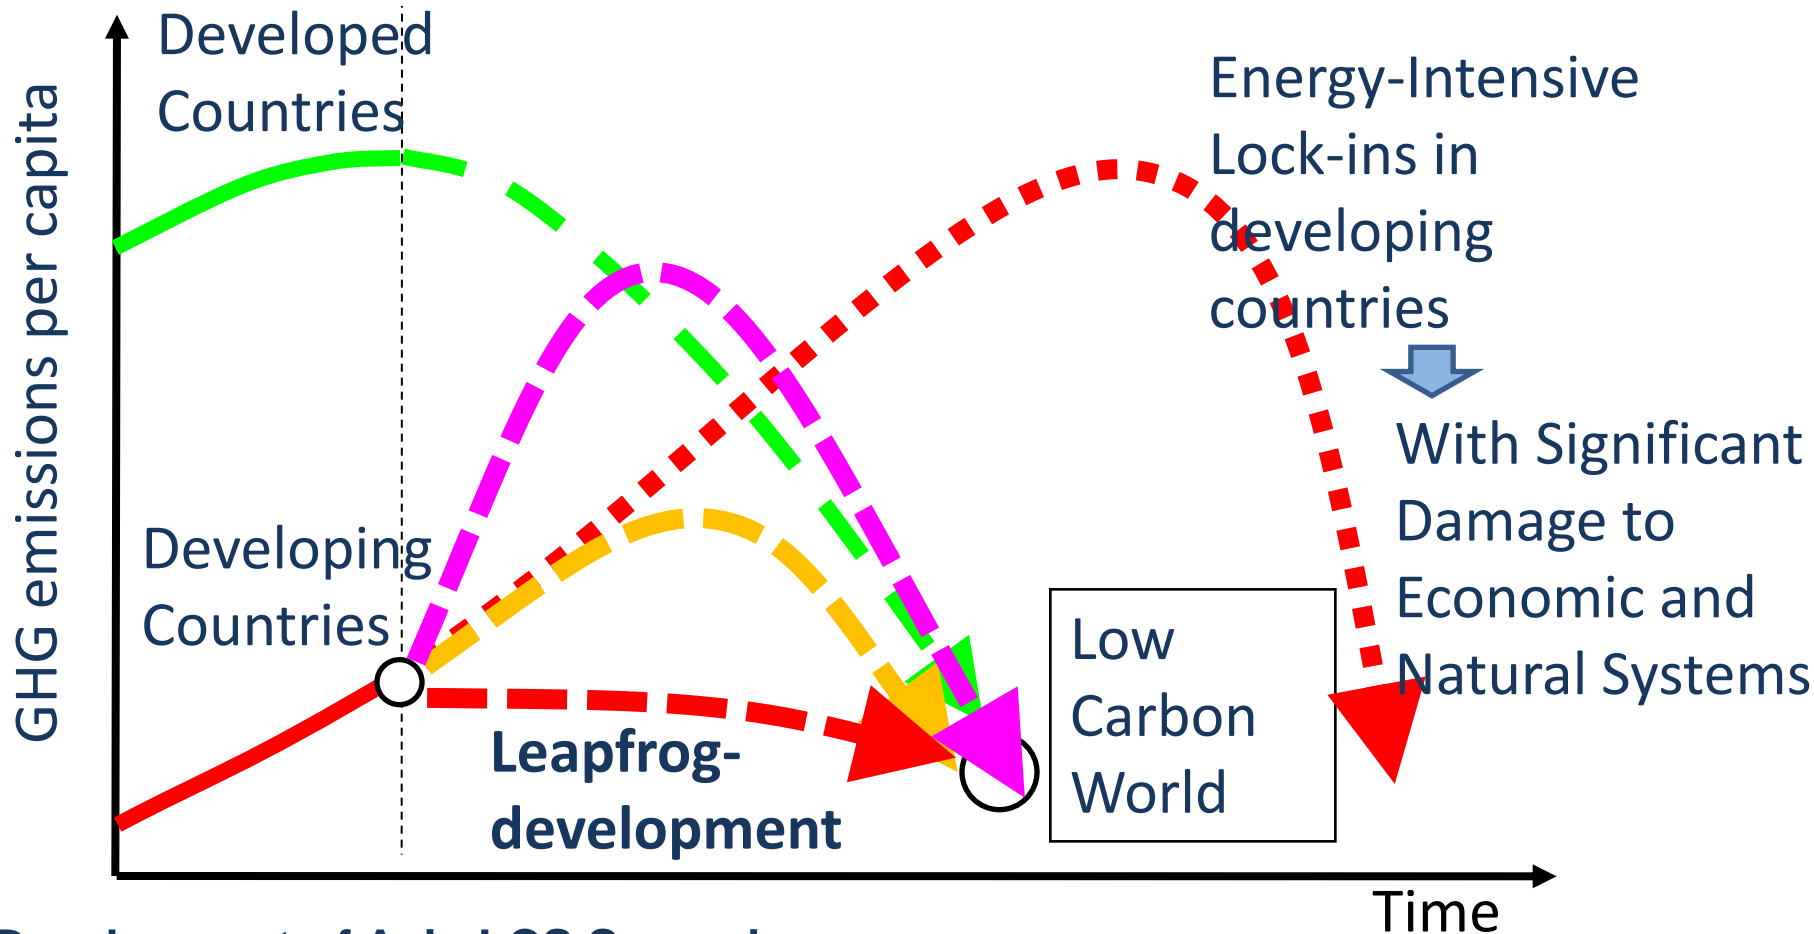 Developed
Countries
GHG emissions per capita
Energy-Intensive
Lock-ins in
developing
countries
With Significant
Damage to
Economic and
Natural Systems
Developing
Countries
Low
Carbon
World
Leapfrog-
development
Time